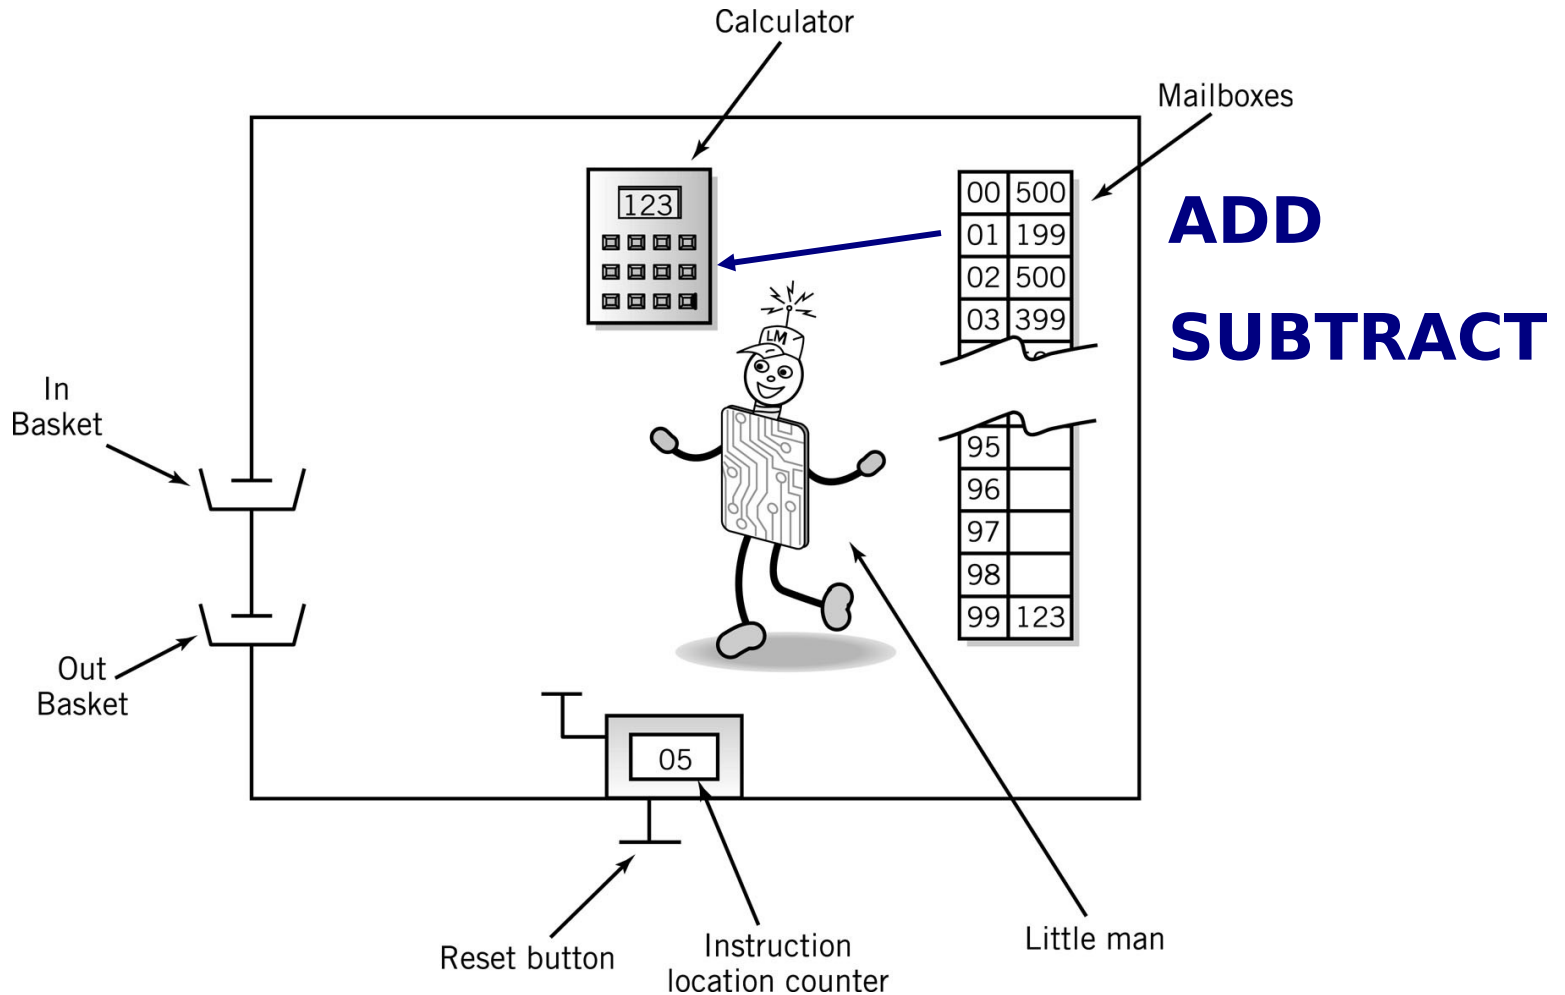 Calculator
Mailboxes
123
00 500
01 199
02 500
03 399
ADD
SUBTRACT
LM
In
Basket
95
96
97
98
99 123
Out
Basket
05
Reset button
Instruction
location counter
Little man